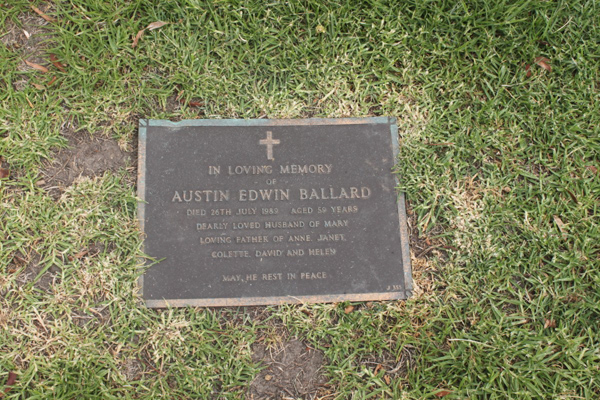 IN LOVING MEMORY
OF
AUSTIN EDWIN BALLARD
DIED 26TH JULY 1989 AGED 59 YEARS
DEARLY LOVED HUSBAND OF MARY
LOVING FATHER OF ANNE, JANET,
COLETTE, DAVID AND HELEN
MAY HE REST IN PEACE